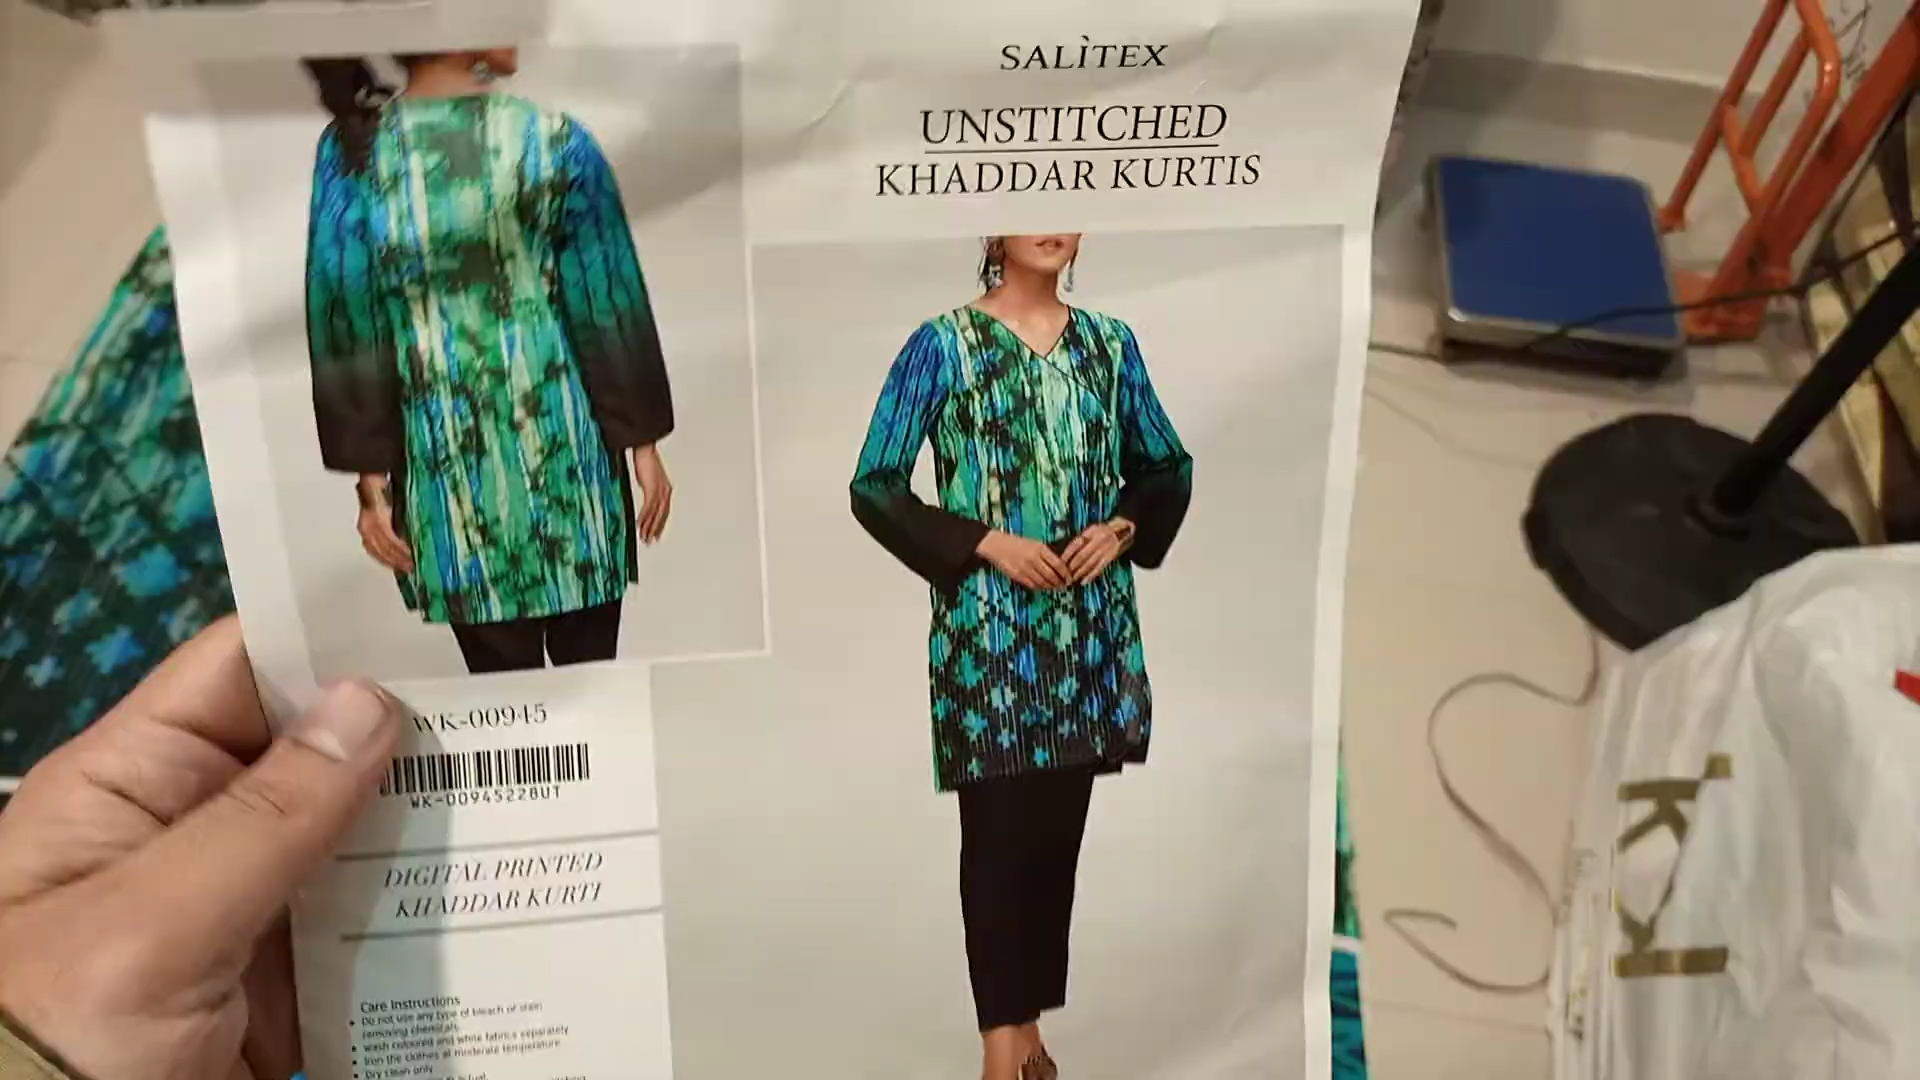 SALÌTEX
UNSTITCHED
KHADDAR KURTIS
WK-00945
WK-00945228UT
DIGITAL PRINTED
KHADDAR KURTI
Care Instructions
• Do not use any type of bleach or stain
removing chemicals.
• wash coloured and white fabrics separately
• Iron the clothes at moderate temperature
• Dry clean only
actual